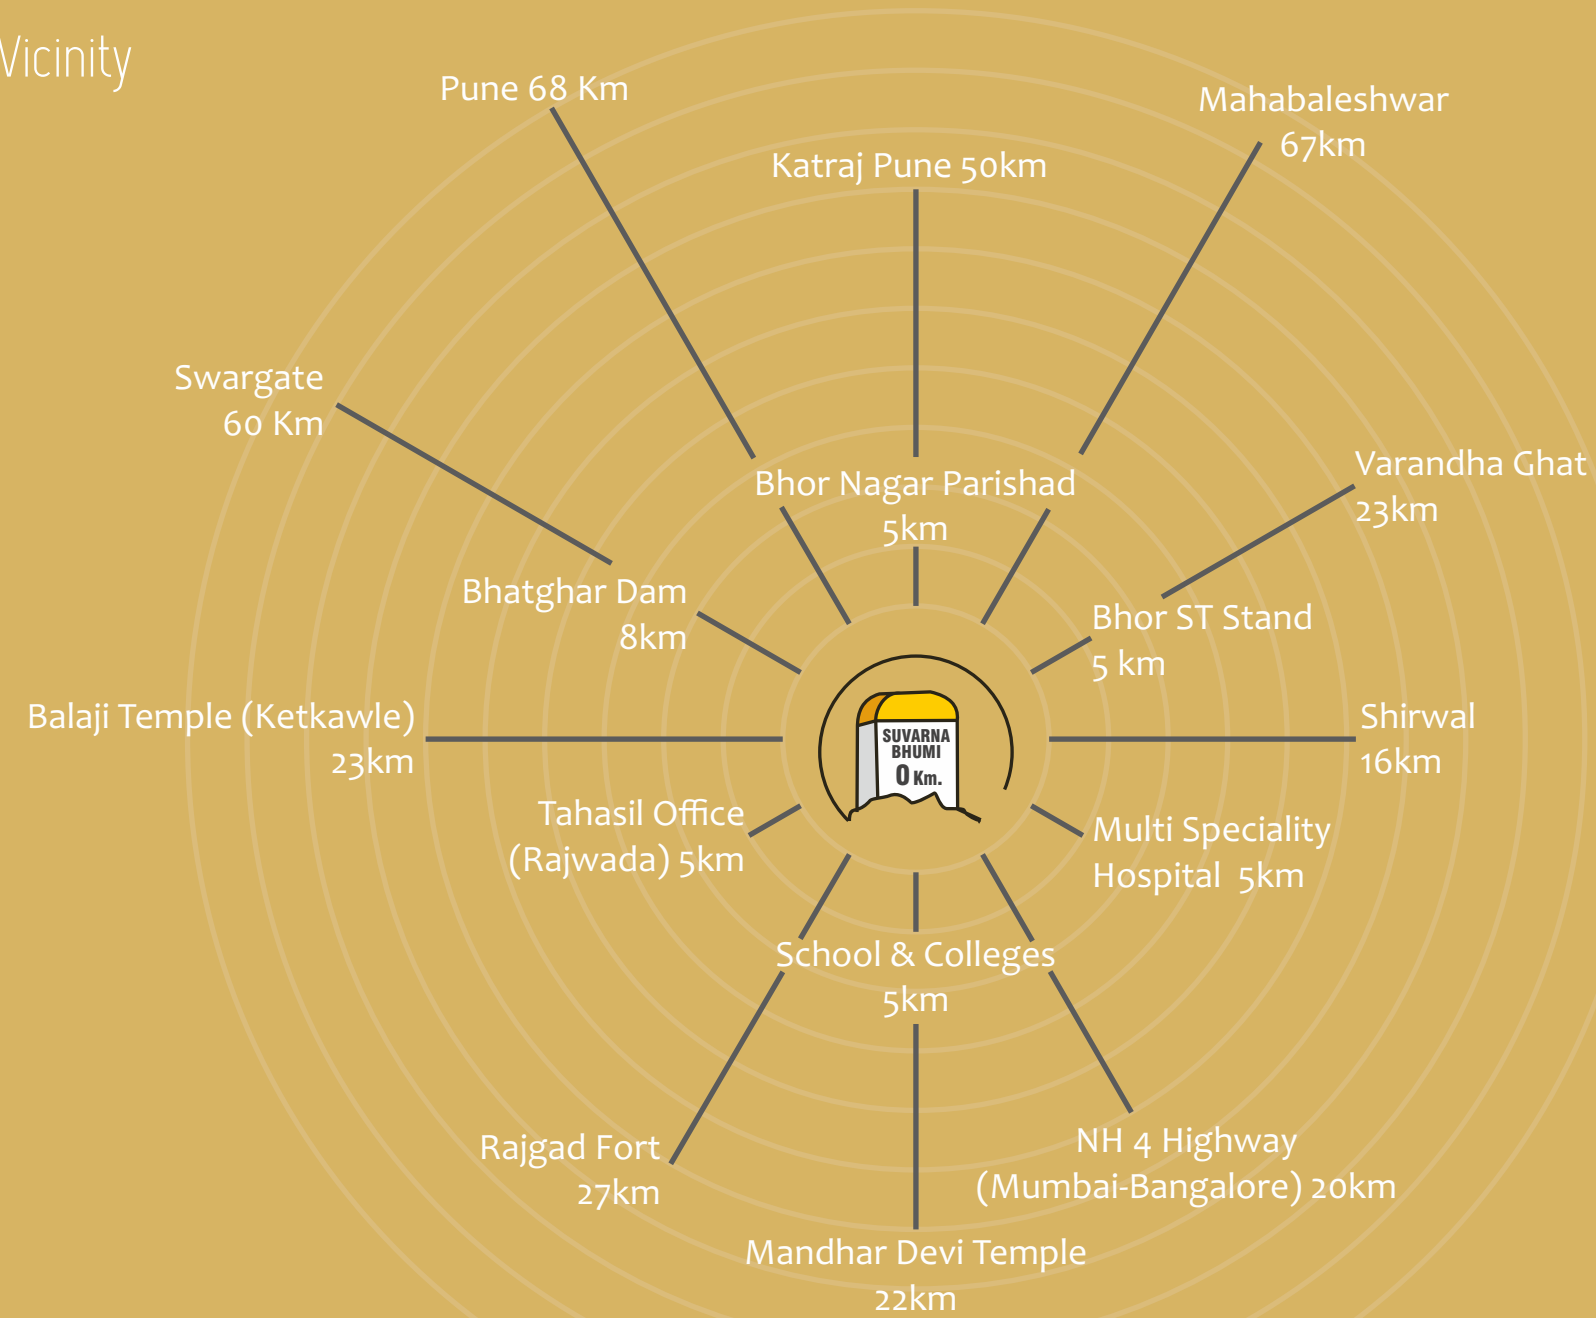 Vicinity
Pune 68 Km
Mahabaleshwar
67km
Katraj Pune 50km
Swargate
60 Km
Varandha Ghat
23km
Bhor Nagar Parishad
5km
Bhatghar Dam
8km
Bhor ST Stand
5 km
Balaji Temple (Ketkawle)
23km
SUVARNA
BHUMI
0 Km.
Shirwal
16km
Tahasil Office
(Rajwada) 5km
Multi Speciality
Hospital 5km
School & Colleges
5km
Rajgad Fort
27km
NH 4 Highway
(Mumbai-Bangalore) 20km
Mandhar Devi Temple
22km